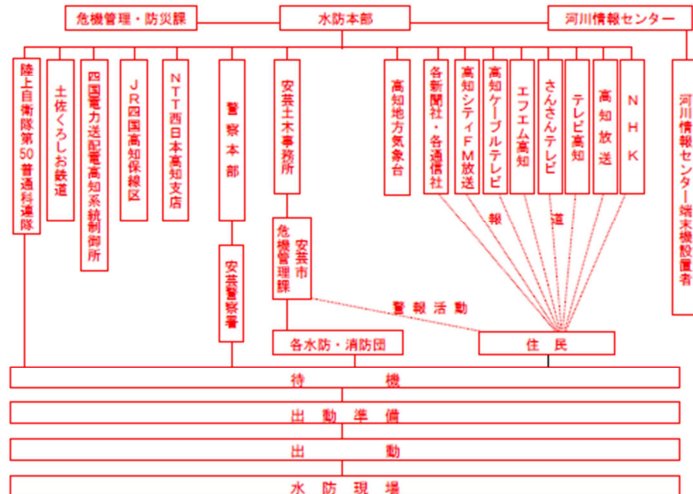 危機管理・防災課
水防本部
河川情報センター
陸上自衛隊第50普通科連隊
土佐くろしお鉄道
四国電力送配電高知系統制御所
JR四国高知保線区
NTT西日本高知支店
警察本部
安芸土木事務所
高知地方気象台
各新聞社・各通信社
高知シティFM放送
高知ケーブルテレビ
エフエム高知
さんさんテレビ
テレビ高知
高知放送
NHK
河川情報センター端末機設置者
報道
安芸警察署
安芸市
危機管理課
警報活動
各水防・消防団
住民
待機
出動準備
出動
水防現場